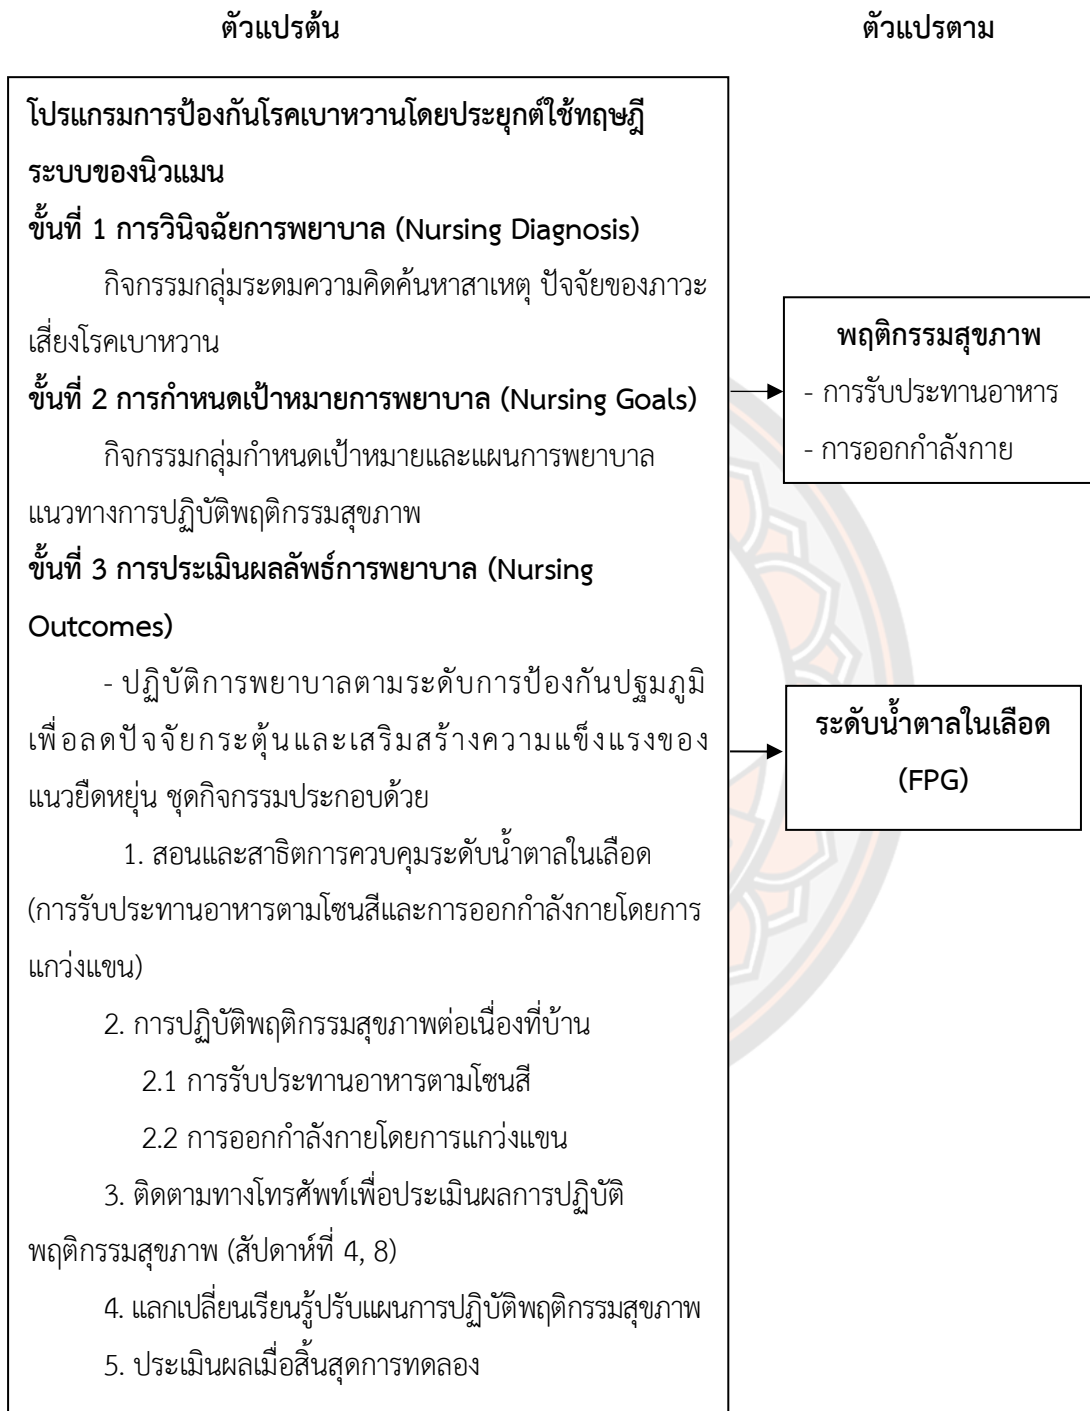 ตัวแปรต้น
ตัวแปรตาม
โปรแกรมการป้องกันโรคเบาหวานโดยประยุกต์ใช้ทฤษฎี
ระบบของนิวแมน
ขั้นที่ 1 การวินิจฉัยการพยาบาล (Nursing Diagnosis)
กิจกรรมกลุ่มระดมความคิดค้นหาสาเหตุ ปัจจัยของภาวะ
เสี่ยงโรคเบาหวาน
ขั้นที่ 2 การกำหนดเป้าหมายการพยาบาล (Nursing Goals)
กิจกรรมกลุ่มกำหนดเป้าหมายและแผนการพยาบาล
แนวทางการปฏิบัติพฤติกรรมสุขภาพ
ขั้นที่ 3 การประเมินผลลัพธ์การพยาบาล (Nursing
Outcomes)
- ปฏิบัติการพยาบาลตามระดับการป้องกันปฐมภูมิ
เพื่อลดปัจจัยกระตุ้นและเสริมสร้างความแข็งแรงของ
แนวยืดหยุ่น ชุดกิจกรรมประกอบด้วย
1. สอนและสาธิตการควบคุมระดับน้ำตาลในเลือด
(การรับประทานอาหารตามโซนสีและการออกกำลังกายโดยการ
แกว่งแขน)
2. การปฏิบัติพฤติกรรมสุขภาพต่อเนื่องที่บ้าน
2.1 การรับประทานอาหารตามโซนสี
2.2 การออกกำลังกายโดยการแกว่งแขน
3. ติดตามทางโทรศัพท์เพื่อประเมินผลการปฏิบัติ
พฤติกรรมสุขภาพ (สัปดาห์ที่ 4, 8)
4. แลกเปลี่ยนเรียนรู้ปรับแผนการปฏิบัติพฤติกรรมสุขภาพ
5. ประเมินผลเมื่อสิ้นสุดการทดลอง
พฤติกรรมสุขภาพ
- การรับประทานอาหาร
- การออกกำลังกาย
ระดับน้ำตาลในเลือด
(FPG)